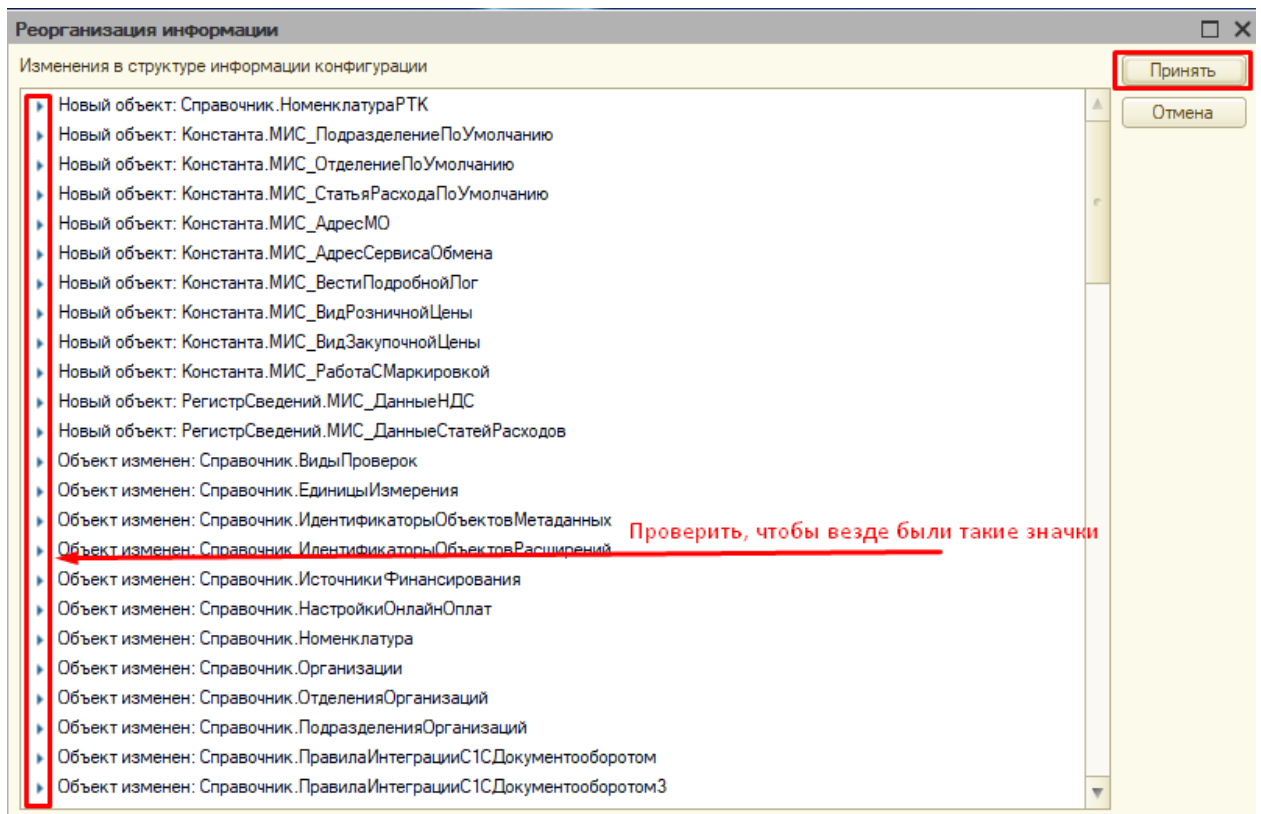 Реорганизация информации
Изменения в структуре информации конфигурации
Принять
Отмена
Новый объект: Справочник.НоменклатураРТК
Новый объект: Константа.МИС_ПодразделениеПоУмолчанию
Новый объект: Константа.МИС_ОтделениеПоУмолчанию
Новый объект: Константа.МИС_СтатьяРасходаПоУмолчанию
Новый объект: Константа.МИС_АдресМО
Новый объект: Константа.МИС_АдресСервисаОбмена
Новый объект: Константа.МИС_ВестиПодробнойЛог
Новый объект: Константа.МИС_ВидРозничнойЦены
Новый объект: Константа.МИС_ВидЗакупочнойЦены
Новый объект: Константа.МИС_РаботаСМаркировкой
Новый объект: РегистрСведений.МИС_ДанныеНДС
Новый объект: РегистрСведений.МИС_ДанныеСтатейРасходов
Объект изменен: Справочник.ВидыПроверок
Объект изменен: Справочник.ЕдиницыИзмерения
Объект изменен: Справочник.ИдентификаторыОбъектовМетаданных
Проверить, чтобы везде были такие значки
Объект изменен: Справочник.ИдентификаторыОбъектовРасширений
Объект изменен: Справочник.ИсточникиФинансирования
Объект изменен: Справочник.НастройкиОнлайнОплат
Объект изменен: Справочник.Номенклатура
Объект изменен: Справочник.Организации
Объект изменен: Справочник.ОтделенияОрганизаций
Объект изменен: Справочник.ПодразделенияОрганизаций
Объект изменен: Справочник.ПравилаИнтеграцииС1СДокументооборотом
Объект изменен: Справочник.ПравилаИнтеграцииС1СДокументооборотом3